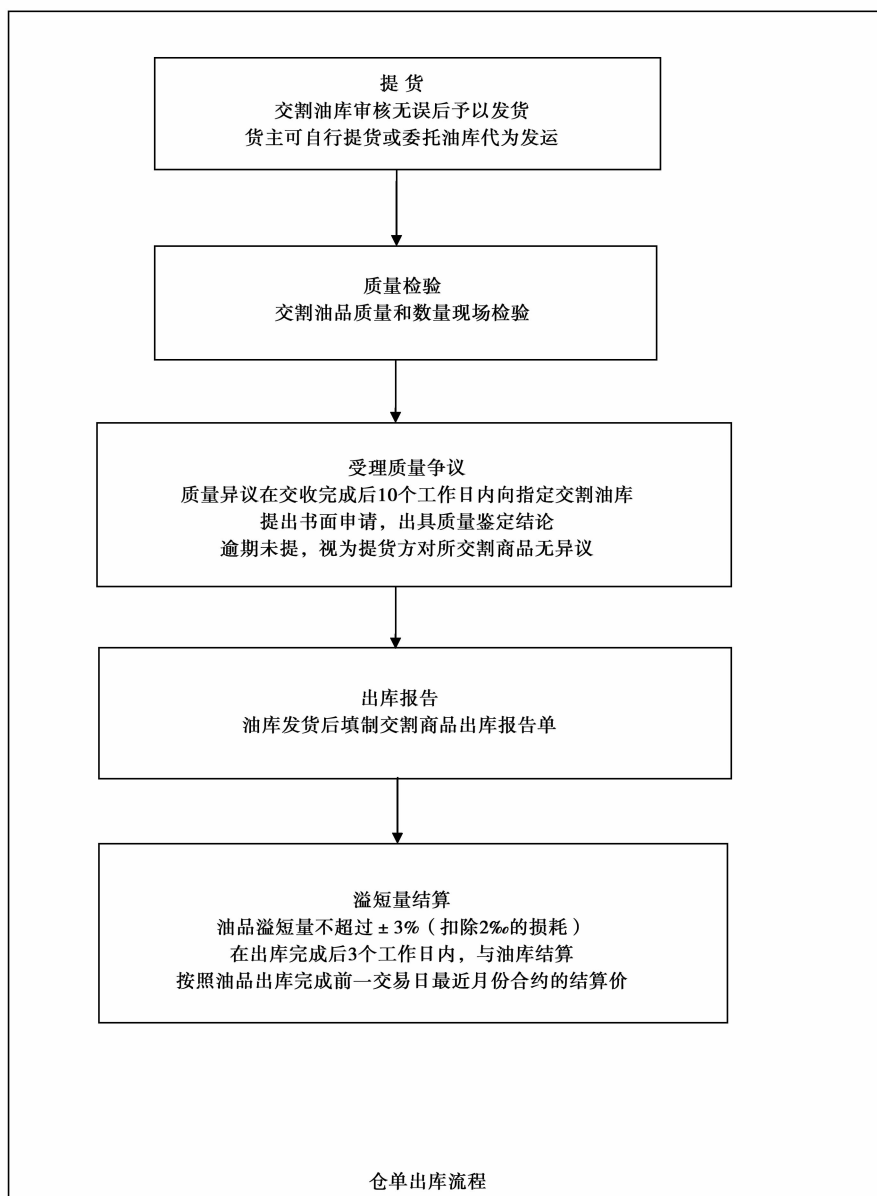 提 货
交割油库审核无误后予以发货
货主可自行提货或委托油库代为发运
质量检验
交割油品质量和数量现场检验
受理质量争议
质量异议在交收完成后10个工作日内向指定交割油库
提出书面申请，出具质量鉴定结论
逾期未提，视为提货方对所交割商品无异议
出库报告
油库发货后填制交割商品出库报告单
溢短量结算
油品溢短量不超过±3%（扣除2‰的损耗）
在出库完成后3个工作日内，与油库结算
按照油品出库完成前一交易日最近月份合约的结算价
仓单出库流程